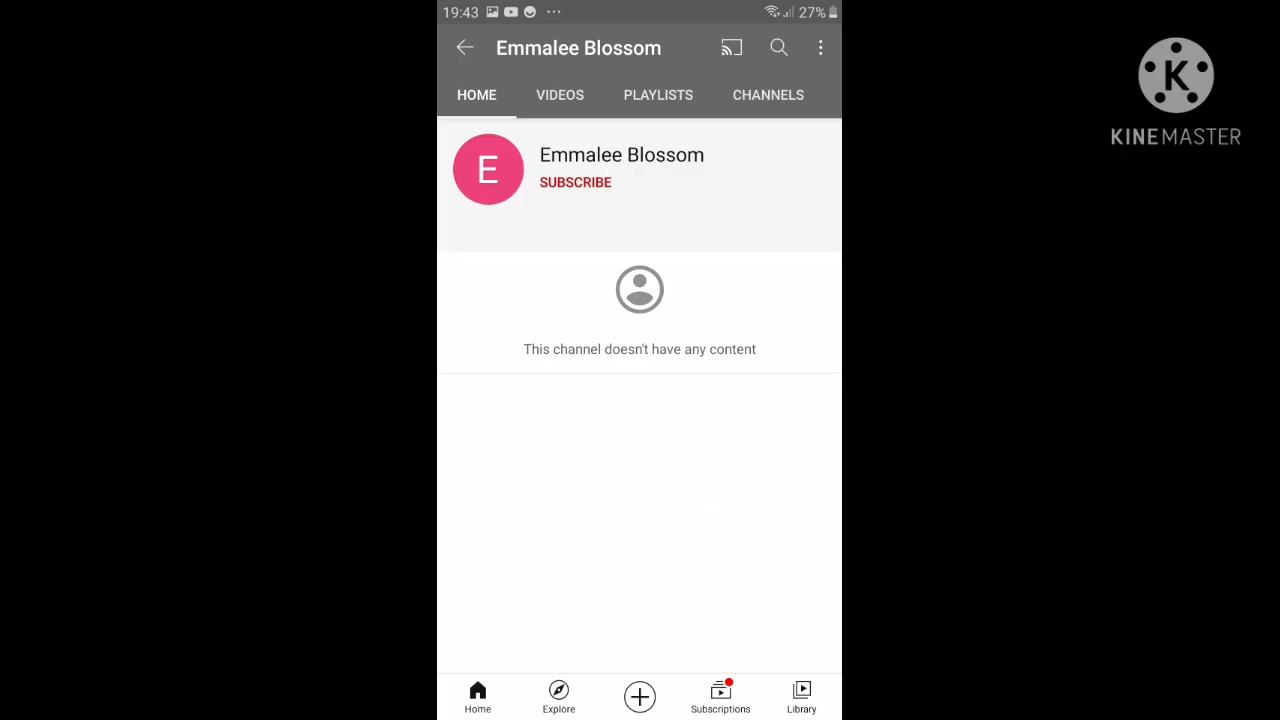 19:43 27%
Emmalee Blossom
HOME VIDEOS PLAYLISTS CHANNELS
E
Emmalee Blossom
SUBSCRIBE
This channel doesn't have any content
Home Explore Subscriptions Library
K
KINEMASTER